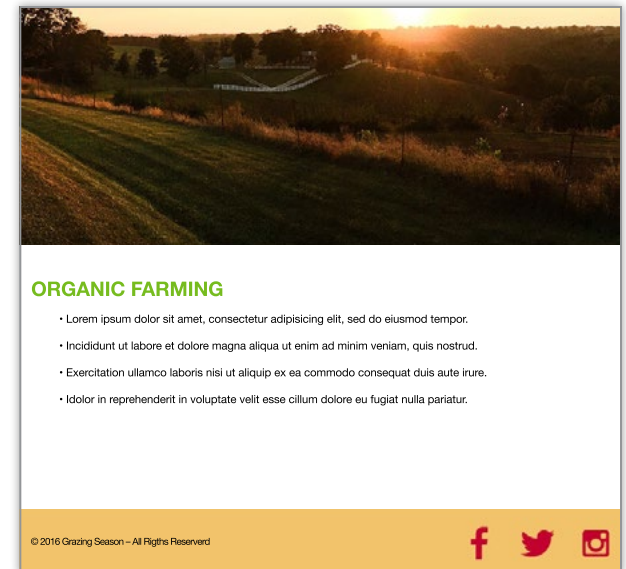 ORGANIC FARMING
• Lorem ipsum dolor sit amet, consectetur adipisicing elit, sed do eiusmod tempor.
• Incididunt ut labore et dolore magna aliqua ut enim ad minim veniam, quis nostrud.
• Exercitation ullamco laboris nisi ut aliquip ex ea commodo consequat duis aute irure.
• Idolor in reprehenderit in voluptate velit esse cillum dolore eu fugiat nulla pariatur.
© 2016 Grazing Season – All Rigths Reserverd